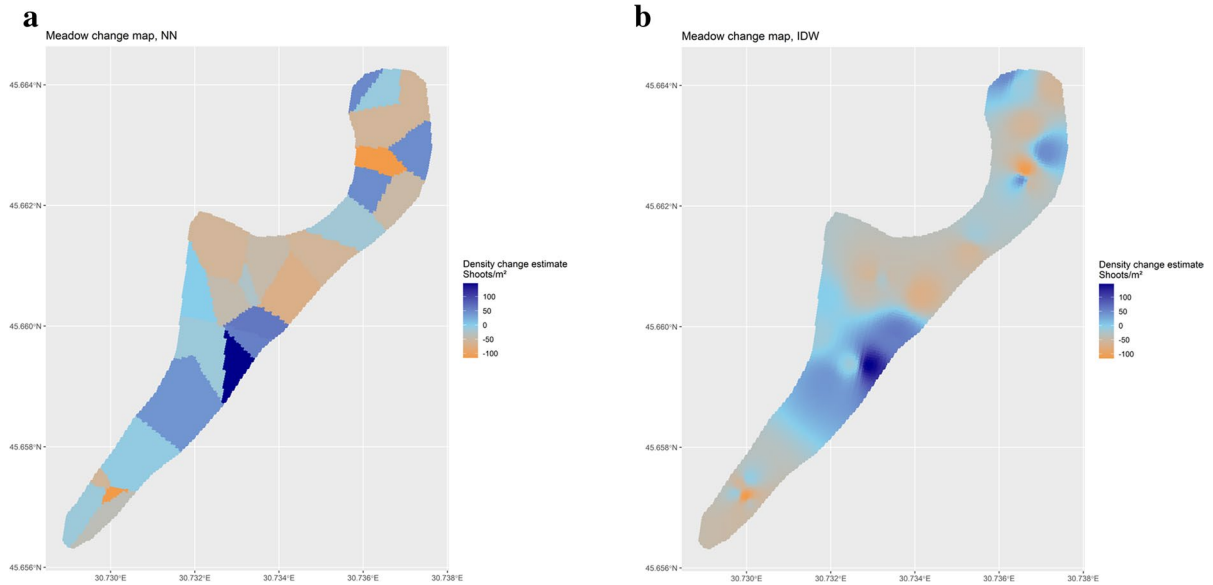 a
Meadow change map, NN
45.664°N
45.662°N
45.660°N
45.658°N
45.656°N
30.730°E 30.732°E 30.734°E 30.736°E 30.738°E
Density change estimate
Shoots/m²
100
50
0
-50
-100
b
Meadow change map, IDW
45.664°N
45.662°N
45.660°N
45.658°N
45.656°N
30.730°E 30.732°E 30.734°E 30.736°E 30.738°E
Density change estimate
Shoots/m²
100
50
0
-50
-100